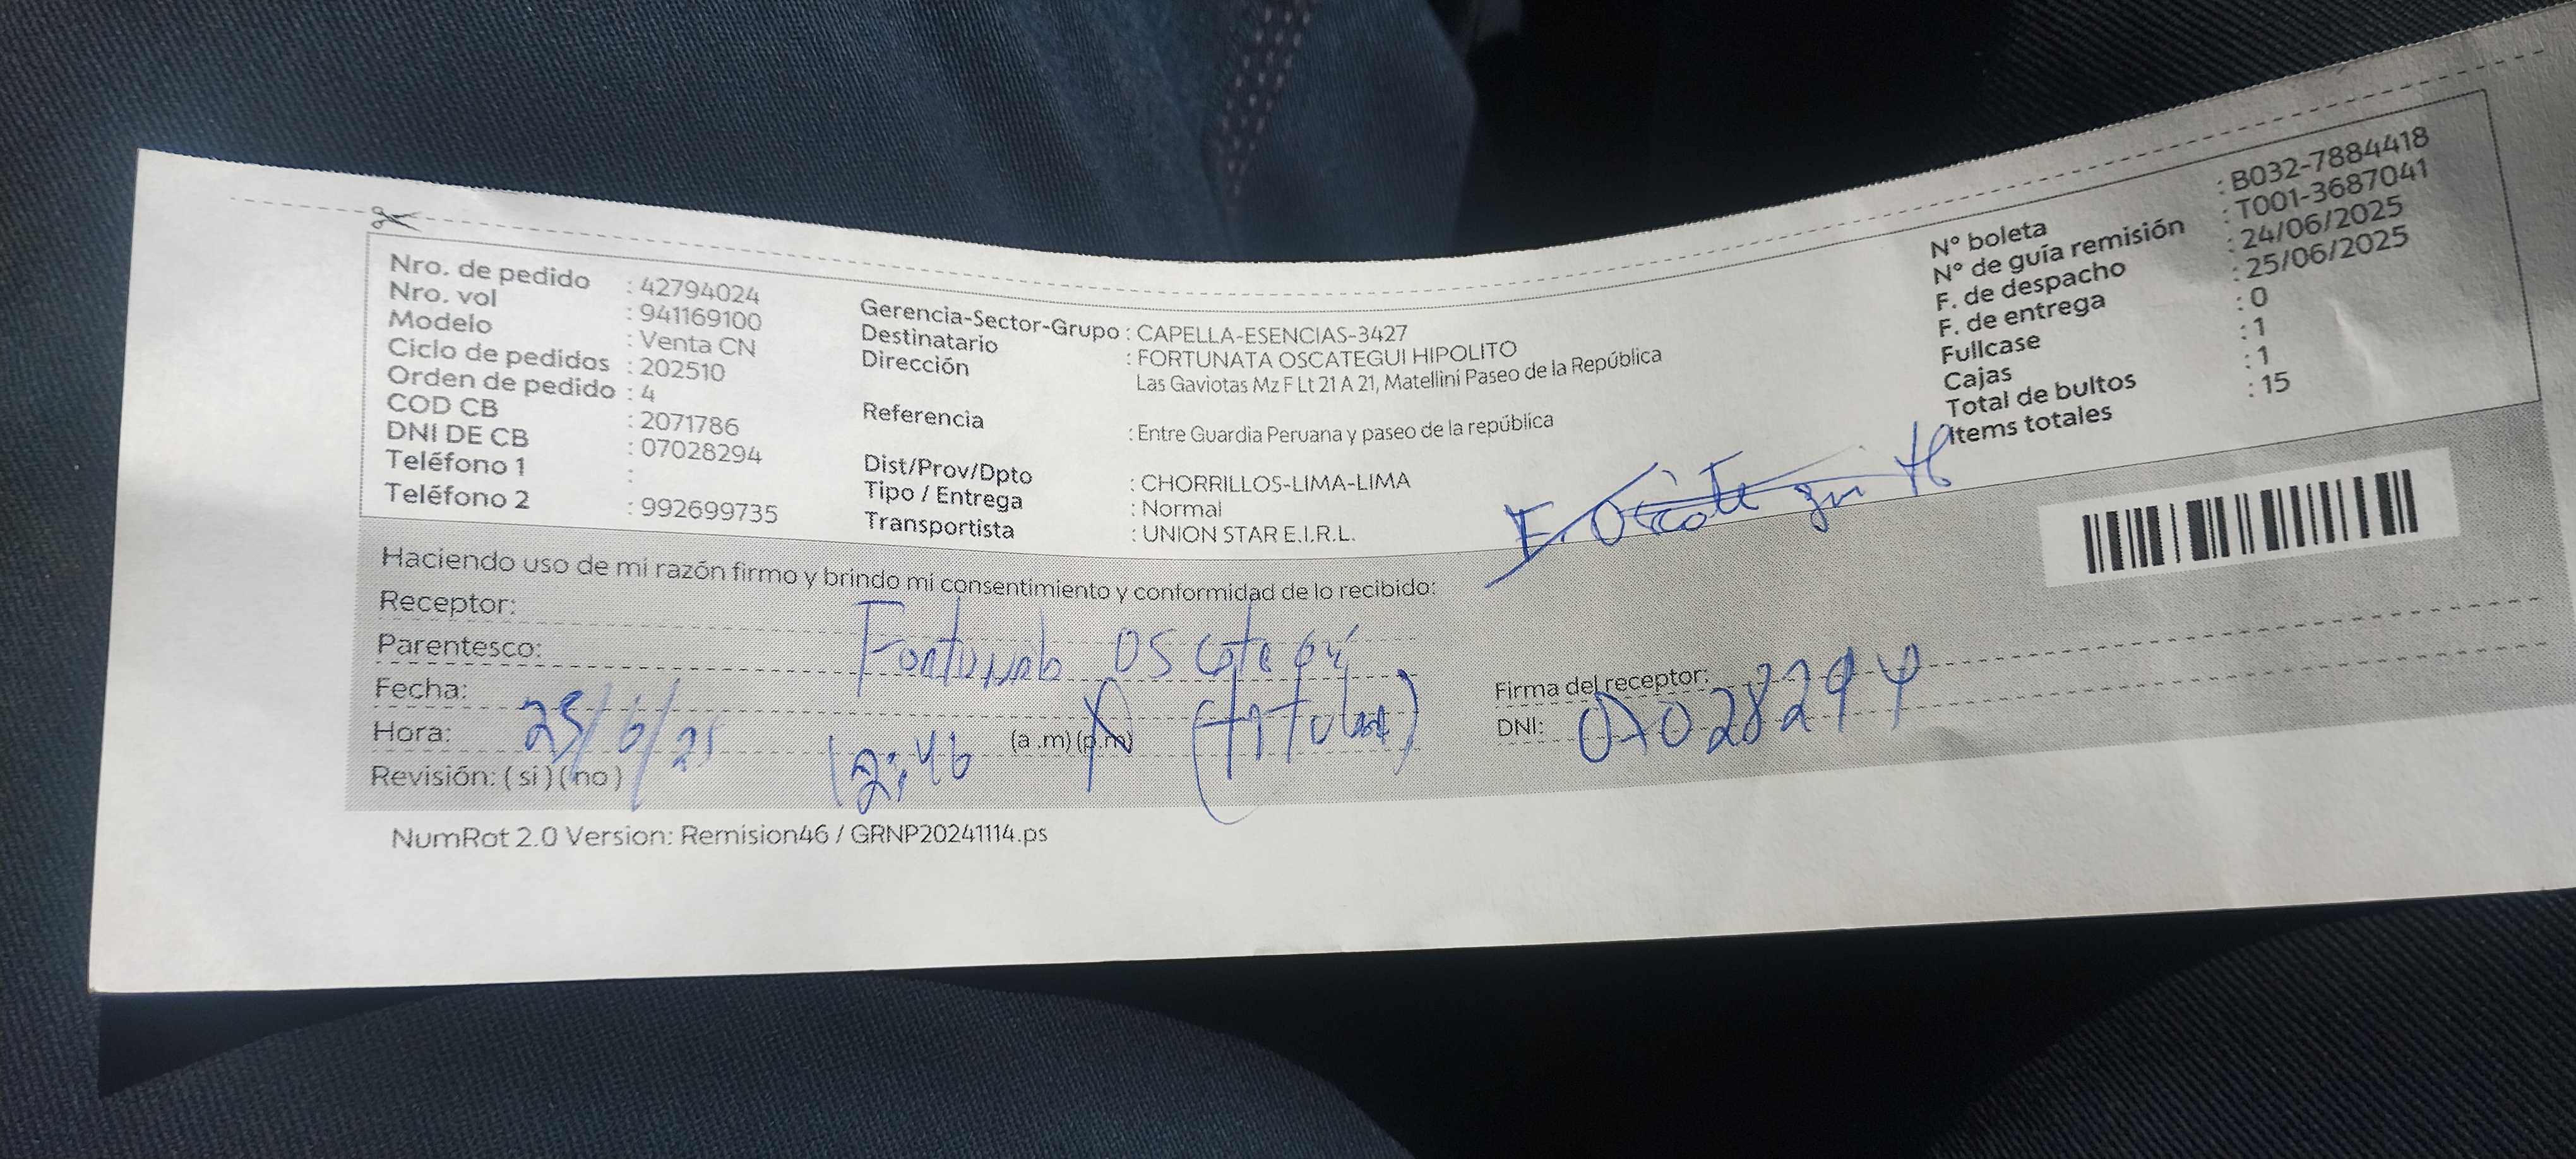 Nro. de pedido : 42794024
Nro. vol : 941169100
Modelo : Venta CN
Ciclo de pedidos : 202510
Orden de pedido : 4
COD CB : 2071786
DNI DE CB : 07028294
Teléfono 1 :
Teléfono 2 : 992699735
Gerencia-Sector-Grupo : CAPELLA-ESENCIAS-3427
Destinatario : FORTUNATA OSCATEGUI HIPOLITO
Dirección : Las Gaviotas Mz F Lt 21 A 21, Matellini Paseo de la República
Referencia : Entre Guardia Peruana y paseo de la república
Dist/Prov/Dpto : CHORRILLOS-LIMA-LIMA
Tipo / Entrega : Normal
Transportista : UNION STAR E.I.R.L.
N° boleta : B032-7884418
N° de guía remisión : T001-3687041
F. de despacho : 24/06/2025
F. de entrega : 25/06/2025
Fullcase : 0
Cajas : 1
Total de bultos : 1
Items totales : 15
Haciendo uso de mi razón firmo y brindo mi consentimiento y conformidad de lo recibido:
Receptor:
Parentesco:
Fecha: 25/6/25
Hora: 12:46 (a .m) (p.m)
Revisión: ( si ) ( no )
Firma del receptor:
DNI: 07028294
NumRot 2.0 Version: Remision46 / GRNP20241114.ps